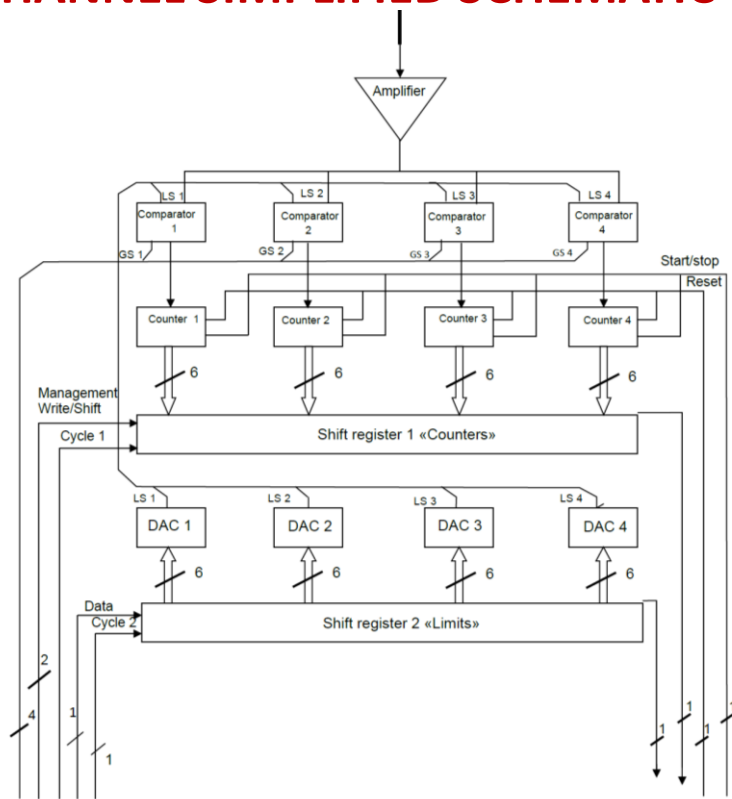 CHANNEL SIMPLIFIED SCHEMATIC
Amplifier
LS 1
LS 2
LS 3
LS 4
Comparator
1
Comparator
2
Comparator
3
Comparator
4
GS 1
GS 2
GS 3
GS 4
Start/stop
Reset
Counter 1
Counter 2
Counter 3
Counter 4
6
6
6
6
Management
Write/Shift
Shift register 1 «Counters»
Cycle 1
LS 1
LS 2
LS 3
LS 4
DAC 1
DAC 2
DAC 3
DAC 4
6
6
6
6
Data
Cycle 2
Shift register 2 «Limits»
2
4
1
1
1
1
1
1